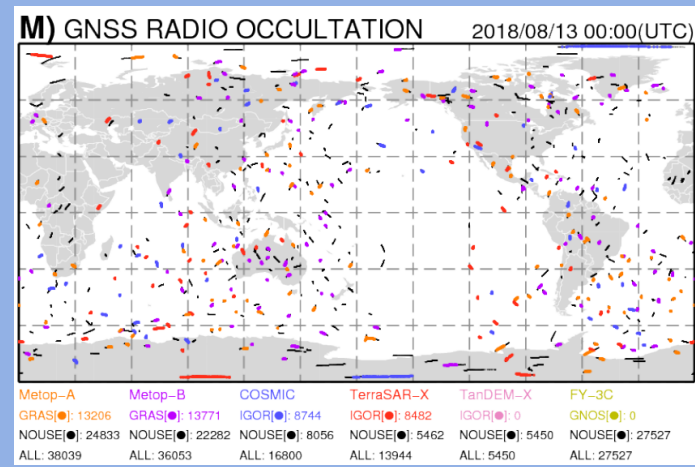 M) GNSS RADIO OCCULTATION 2018/08/13 00:00(UTC)
Metop-A Metop-B COSMIC TerraSAR-X TanDEM-X FY-3C
GRAS[●]: 13206 GRAS[●]: 13771 IGOR[●]: 8744 IGOR[●]: 8482 IGOR[●]: 0 GNOS[●]: 0
NOUSE[●]: 24833 NOUSE[●]: 22282 NOUSE[●]: 8056 NOUSE[●]: 5462 NOUSE[●]: 5450 NOUSE[●]: 27527
ALL: 38039 ALL: 36053 ALL: 16800 ALL: 13944 ALL: 5450 ALL: 27527